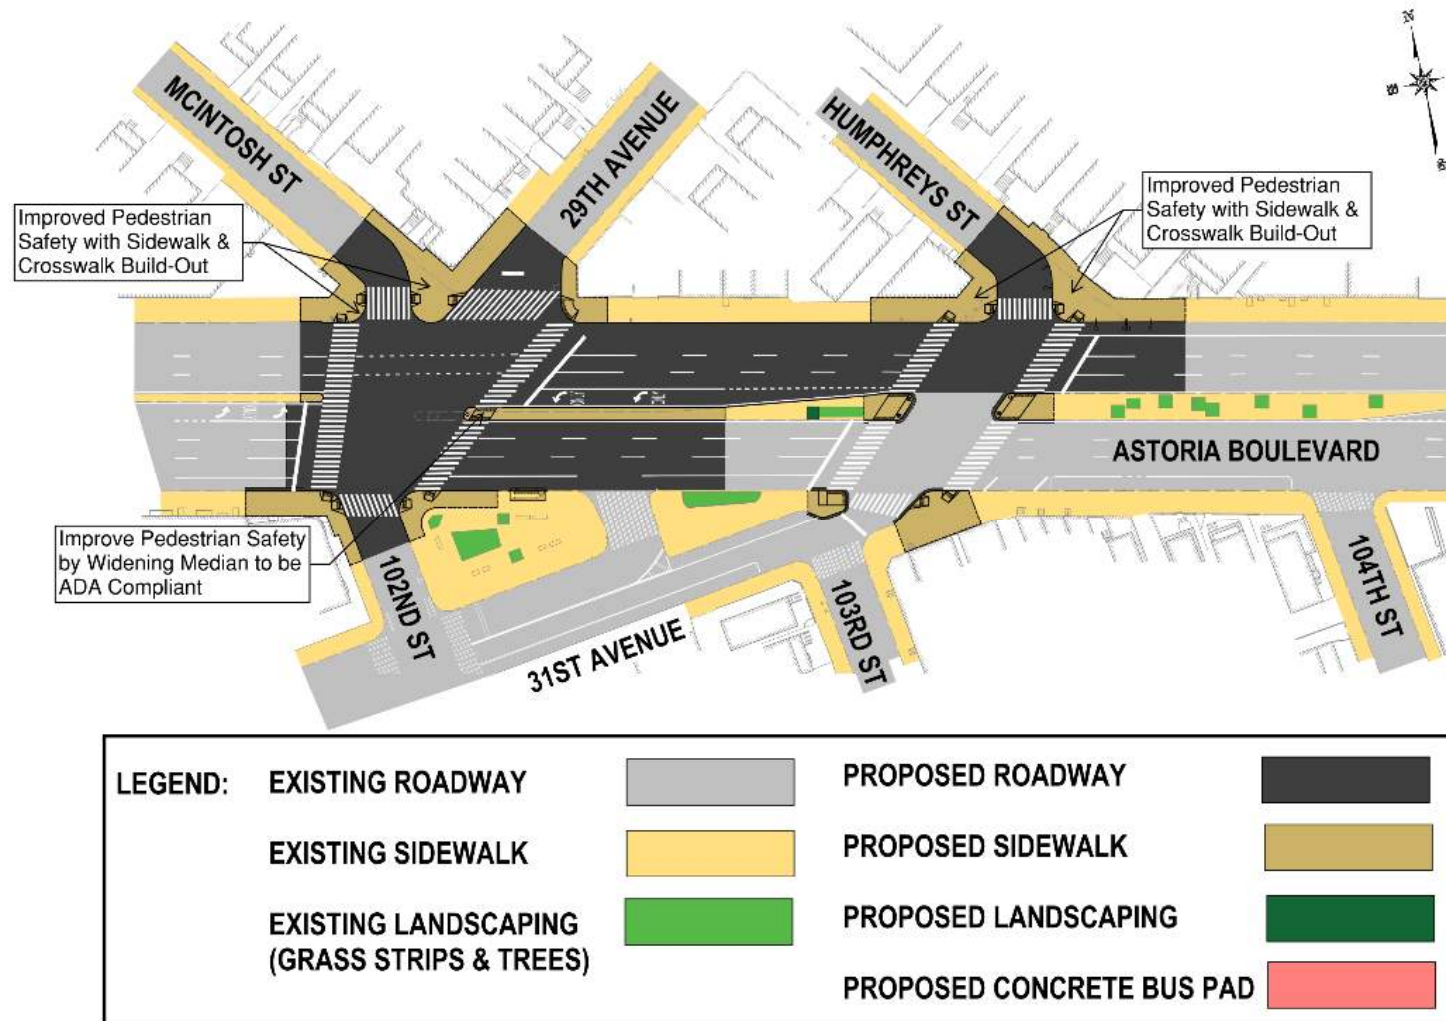 MCINTOSH ST
29TH AVENUE
HUMPHREYS ST
Improved Pedestrian
Safety with Sidewalk &
Crosswalk Build-Out
Improved Pedestrian
Safety with Sidewalk &
Crosswalk Build-Out
ASTORIA BOULEVARD
Improve Pedestrian Safety
by Widening Median to be
ADA Compliant
102ND ST
31ST AVENUE
103RD ST
104TH ST
LEGEND:
EXISTING ROADWAY
PROPOSED ROADWAY
EXISTING SIDEWALK
PROPOSED SIDEWALK
EXISTING LANDSCAPING
(GRASS STRIPS & TREES)
PROPOSED LANDSCAPING
PROPOSED CONCRETE BUS PAD